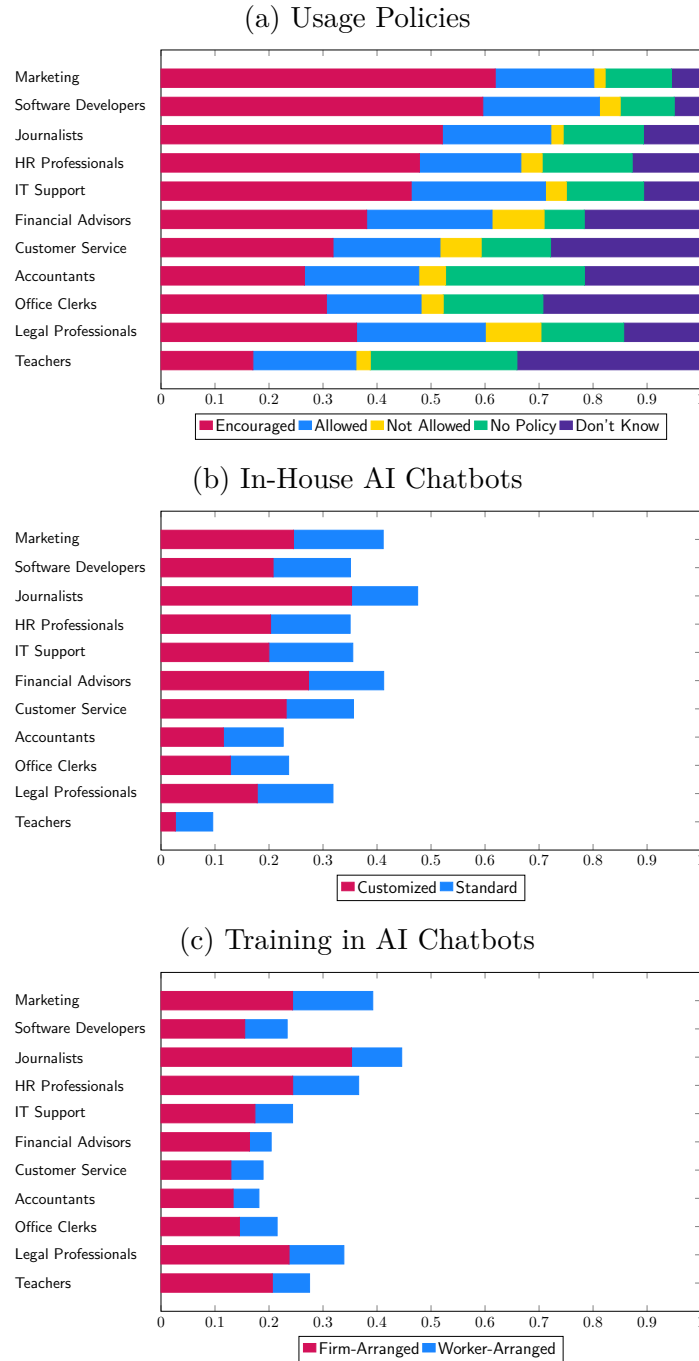 (a) Usage Policies
Marketing
Software Developers
Journalists
HR Professionals
IT Support
Financial Advisors
Customer Service
Accountants
Office Clerks
Legal Professionals
Teachers
0 0.1 0.2 0.3 0.4 0.5 0.6 0.7 0.8 0.9 1
Encouraged Allowed Not Allowed No Policy Don't Know
(b) In-House AI Chatbots
Marketing
Software Developers
Journalists
HR Professionals
IT Support
Financial Advisors
Customer Service
Accountants
Office Clerks
Legal Professionals
Teachers
0 0.1 0.2 0.3 0.4 0.5 0.6 0.7 0.8 0.9 1
Customized Standard
(c) Training in AI Chatbots
Marketing
Software Developers
Journalists
HR Professionals
IT Support
Financial Advisors
Customer Service
Accountants
Office Clerks
Legal Professionals
Teachers
0 0.1 0.2 0.3 0.4 0.5 0.6 0.7 0.8 0.9 1
Firm-Arranged Worker-Arranged